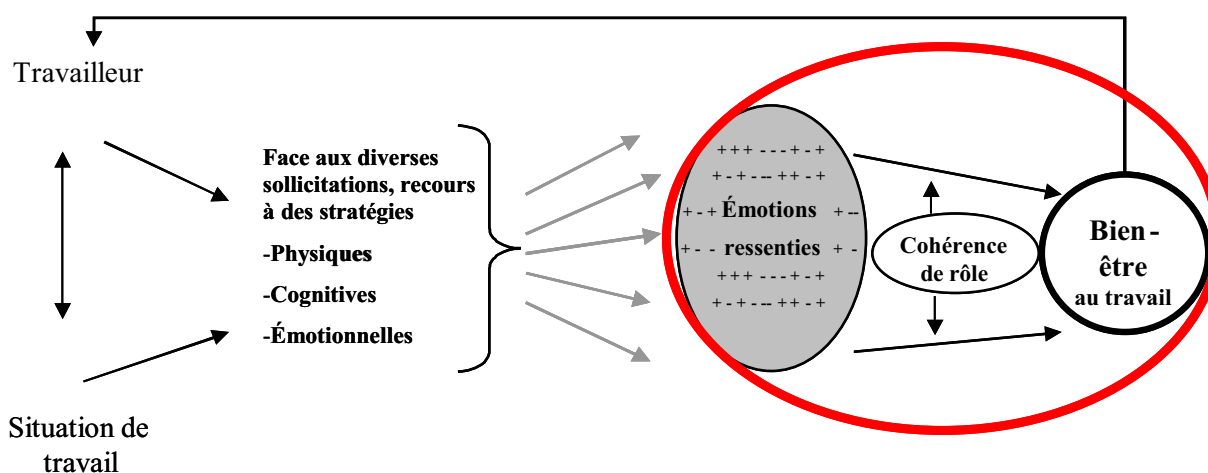 Travailleur
Face aux diverses
sollicitations, recours
à des stratégies
-Physiques
-Cognitives
-Émotionnelles
Situation de
travail
+++ - - - + - +
+ - + - -- ++ - +
+ - + Émotions + --
+ - - ressenties + -
+++ - - - + - +
+ - + - -- ++ - +
Cohérence
de rôle
Bien -
être
au travail